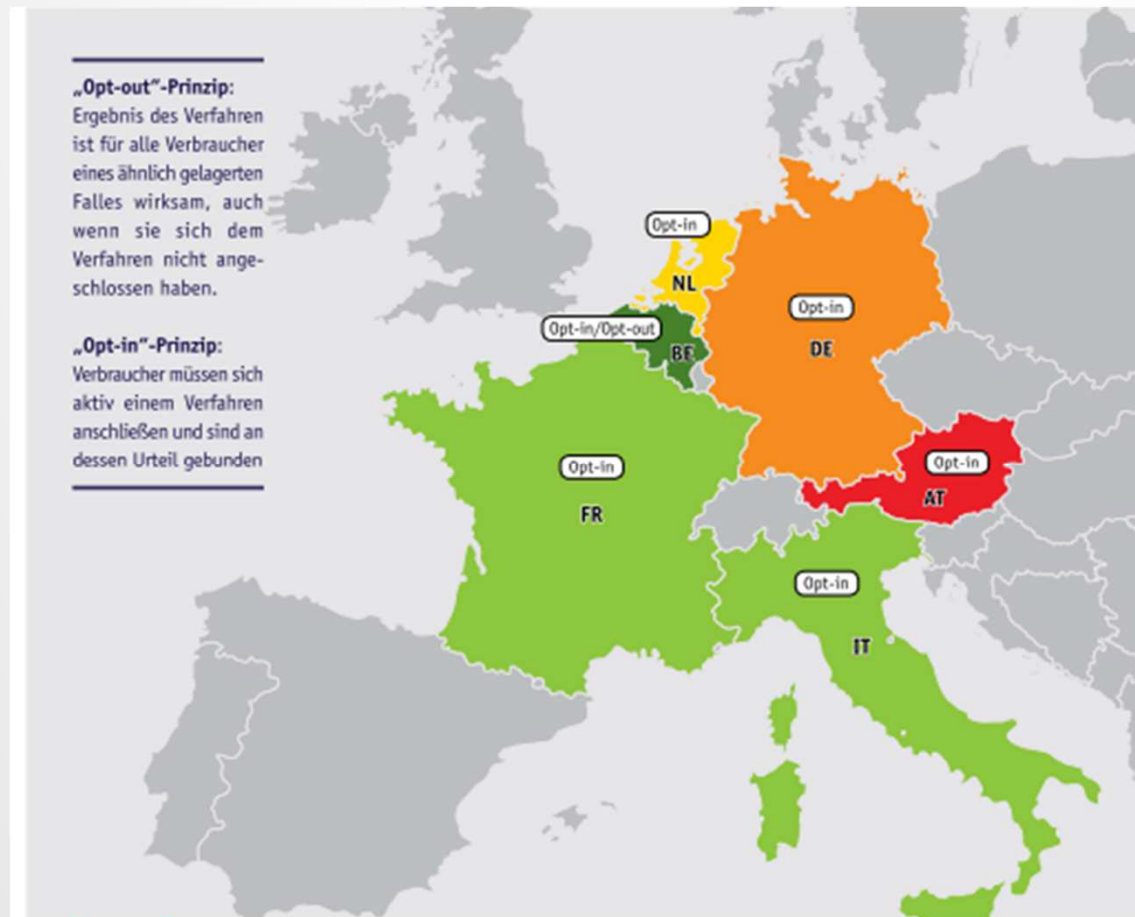 „Opt-out"-Prinzip:
Ergebnis des Verfahren
ist für alle Verbraucher
eines ähnlich gelagerten
Falles wirksam, auch
wenn sie sich dem
Verfahren nicht ange-
schlossen haben.
„Opt-in"-Prinzip:
Verbraucher müssen sich
aktiv einem Verfahren
anschließen und sind an
dessen Urteil gebunden
Opt-in
NL
Opt-in/Opt-out
BE
Opt-in
DE
Opt-in
FR
Opt-in
AT
Opt-in
IT